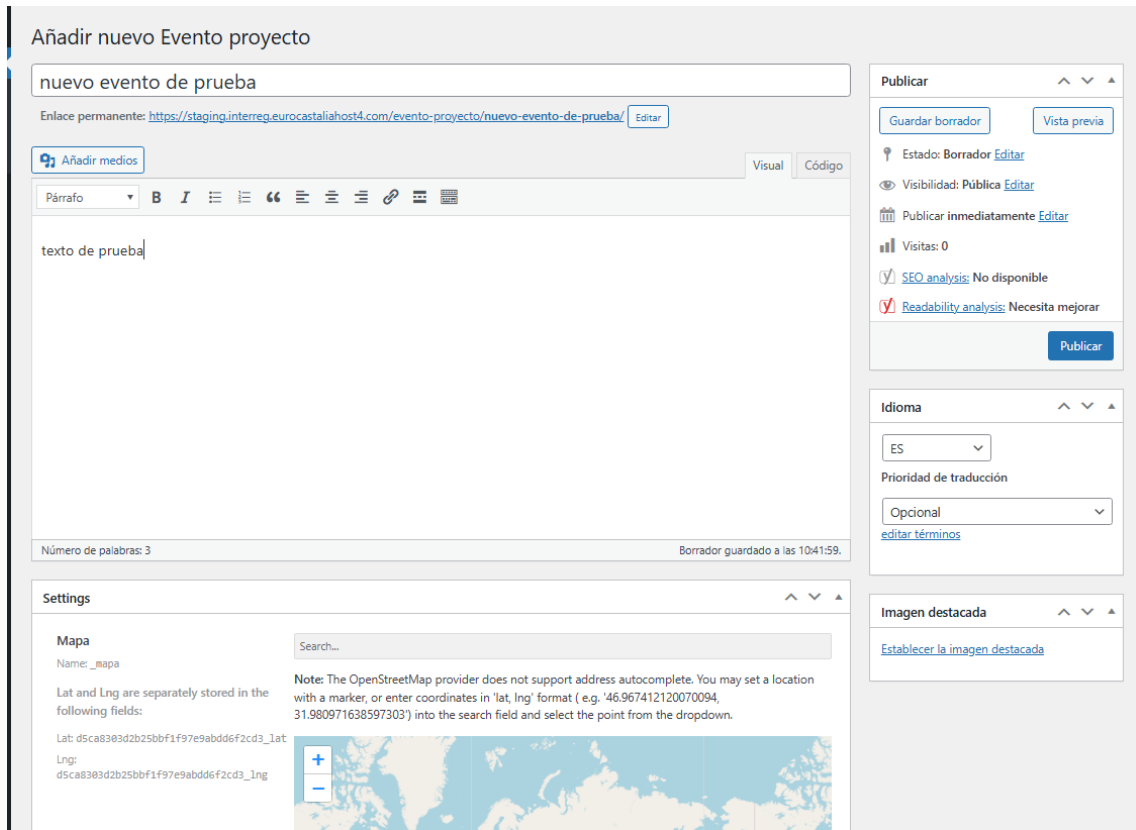 Añadir nuevo Evento proyecto
nuevo evento de prueba
Enlace permanente: https://staging.interreg.eurocastaliahost4.com/evento-proyecto/nuevo-evento-de-prueba/ Editar
Añadir medios
Visual Código
Párrafo B I
texto de prueba
Número de palabras: 3 Borrador guardado a las 10:41:59.
Settings
Mapa
Name: _mapa
Lat and Lng are separately stored in the
following fields:
Lat: d5ca8303d2b25bbf1f97e9abdd6f2cd3_lat
Lng:
d5ca8303d2b25bbf1f97e9abdd6f2cd3_lng
Search...
Note: The OpenStreetMap provider does not support address autocomplete. You may set a location
with a marker, or enter coordinates in 'lat, lng' format ( e.g. '46.967412120070094,
31.980971638597303') into the search field and select the point from the dropdown.
+
−
Publicar
Guardar borrador Vista previa
Estado: Borrador Editar
Visibilidad: Pública Editar
Publicar inmediatamente Editar
Visitas: 0
SEO analysis: No disponible
Readability analysis: Necesita mejorar
Publicar
Idioma
ES
Prioridad de traducción
Opcional
editar términos
Imagen destacada
Establecer la imagen destacada